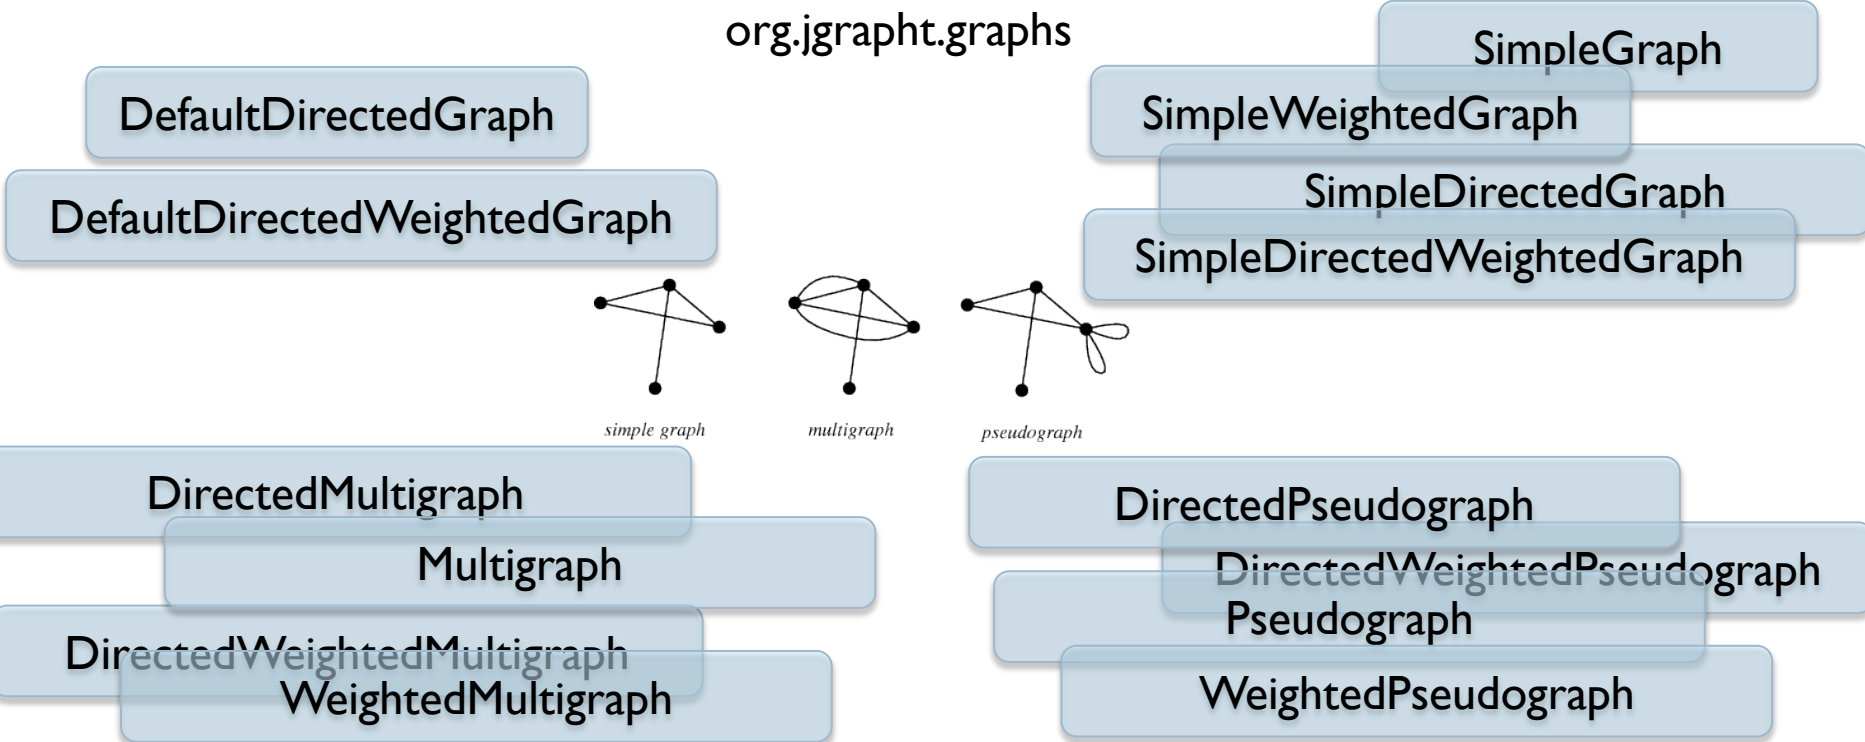 org.jgrapht.graphs
DefaultDirectedGraph
DefaultDirectedWeightedGraph
SimpleGraph
SimpleWeightedGraph
SimpleDirectedGraph
SimpleDirectedWeightedGraph
simple graph
multigraph
pseudograph
DirectedMultigraph
Multigraph
DirectedWeightedMultigraph
WeightedMultigraph
DirectedPseudograph
DirectedWeightedPseudograph
Pseudograph
WeightedPseudograph